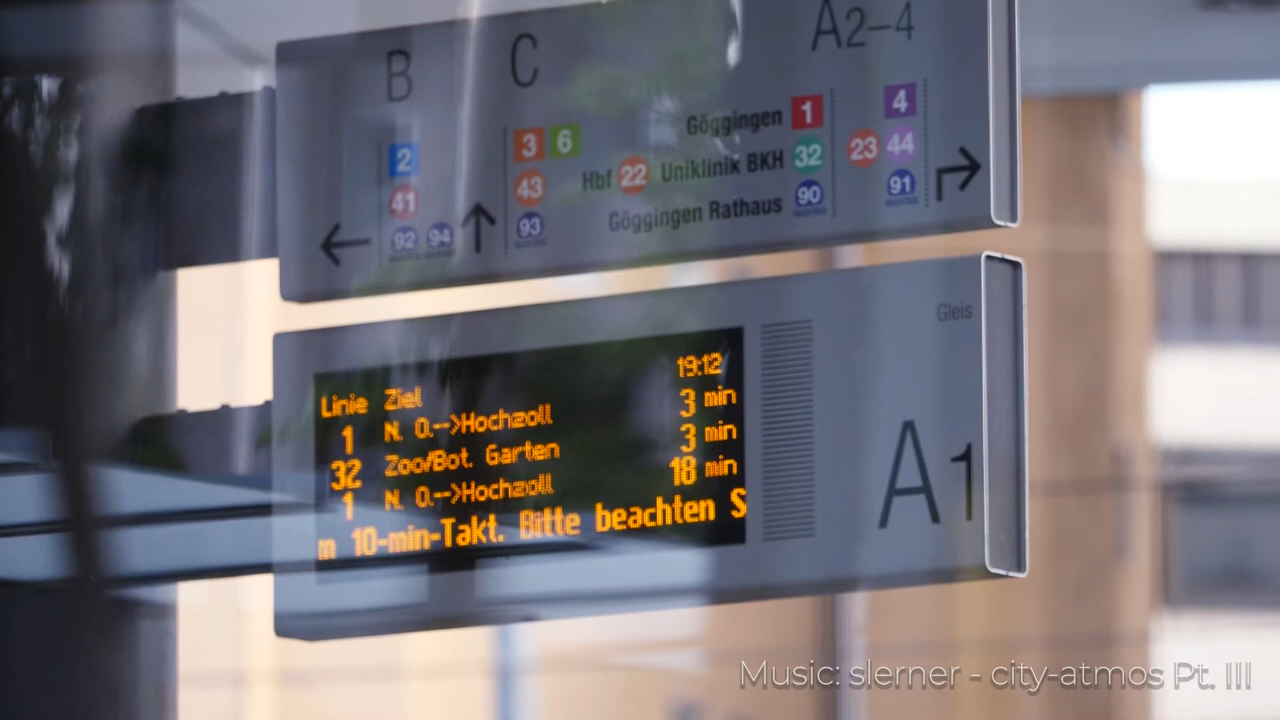 B
C
A2–4
2
41
92 94
3 6
43
93
Göggingen 1
Hbf 22 Uniklinik BKH 32
Göggingen Rathaus 90
4
23 44
91
Gleis
A1
19:12
Linie Ziel
1 N. O.-->Hochzoll 3 min
32 Zoo/Bot. Garten 3 min
1 N. O.-->Hochzoll 18 min
m 10-min-Takt. Bitte beachten S
Music: slerner - city-atmos Pt. III